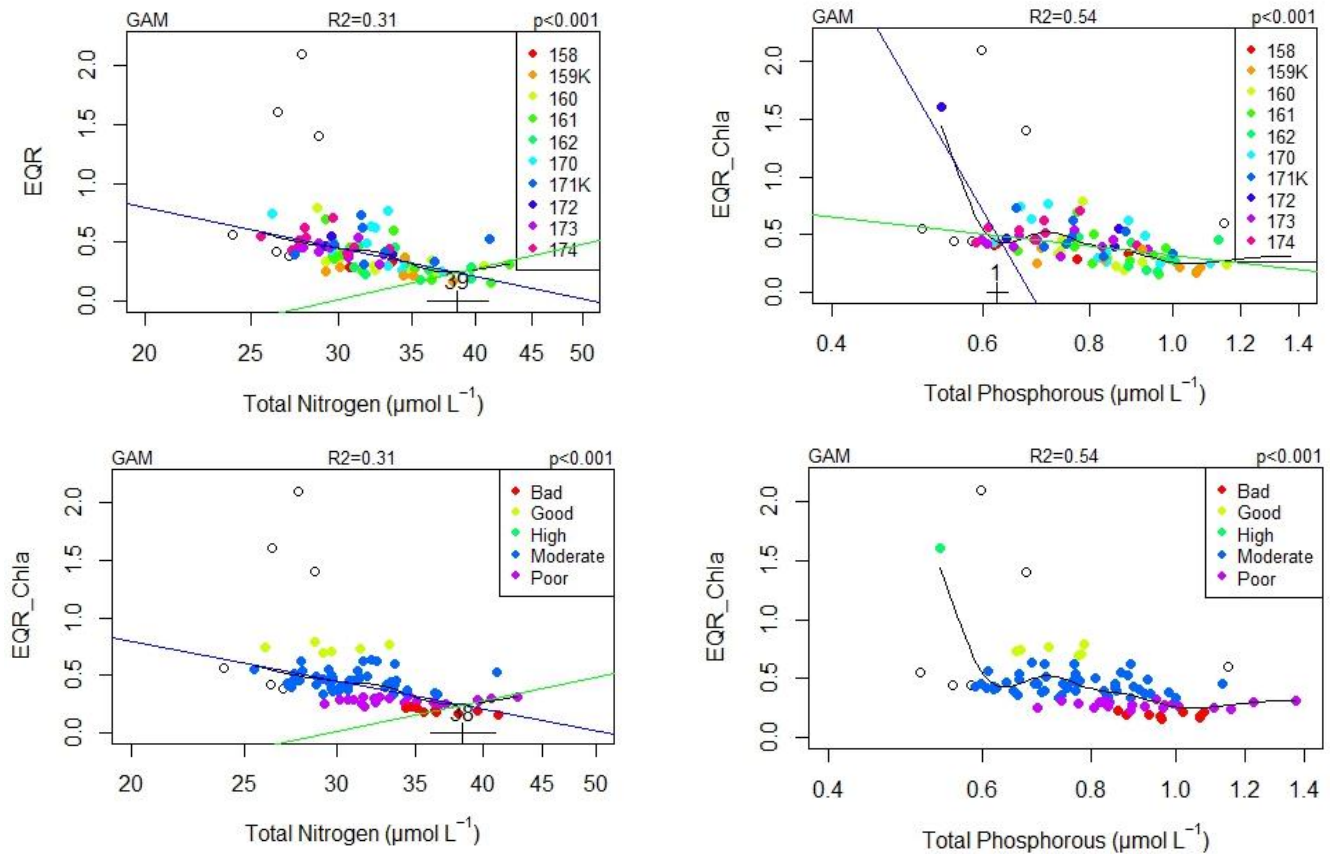 GAM R2=0.31 p<0.001
EQR
2.0
1.5
1.0
0.5
0.0
158
159K
160
161
162
170
171K
172
173
174
39
20 25 30 35 40 45 50
Total Nitrogen (µmol L⁻¹)
GAM R2=0.54 p<0.001
EQR_Chla
2.0
1.5
1.0
0.5
0.0
158
159K
160
161
162
170
171K
172
173
174
1
0.4 0.6 0.8 1.0 1.2 1.4
Total Phosphorous (µmol L⁻¹)
GAM R2=0.31 p<0.001
EQR_Chla
2.0
1.5
1.0
0.5
0.0
Bad
Good
High
Moderate
Poor
38
20 25 30 35 40 45 50
Total Nitrogen (µmol L⁻¹)
GAM R2=0.54 p<0.001
EQR_Chla
2.0
1.5
1.0
0.5
0.0
Bad
Good
High
Moderate
Poor
0.4 0.6 0.8 1.0 1.2 1.4
Total Phosphorous (µmol L⁻¹)